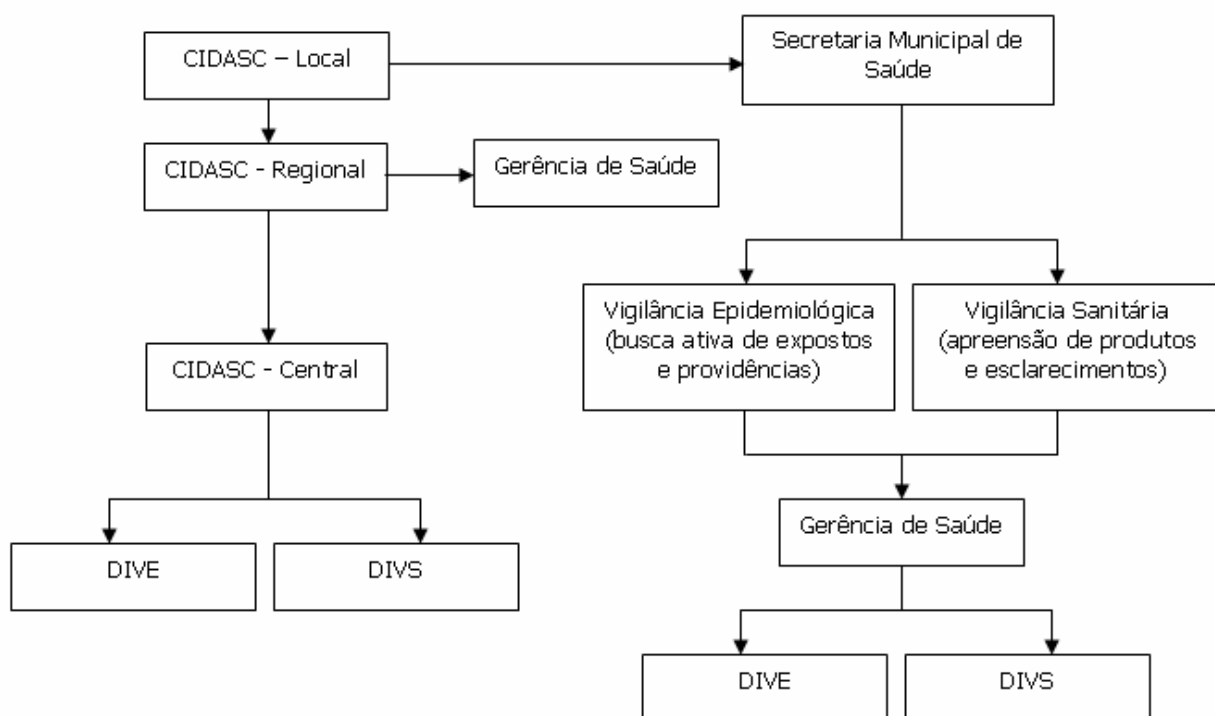 CIDASC – Local
Secretaria Municipal de
Saúde
CIDASC - Regional
Gerência de Saúde
Vigilância Epidemiológica
(busca ativa de expostos
e providências)
Vigilância Sanitária
(apreensão de produtos
e esclarecimentos)
CIDASC - Central
Gerência de Saúde
DIVE
DIVS
DIVE
DIVS